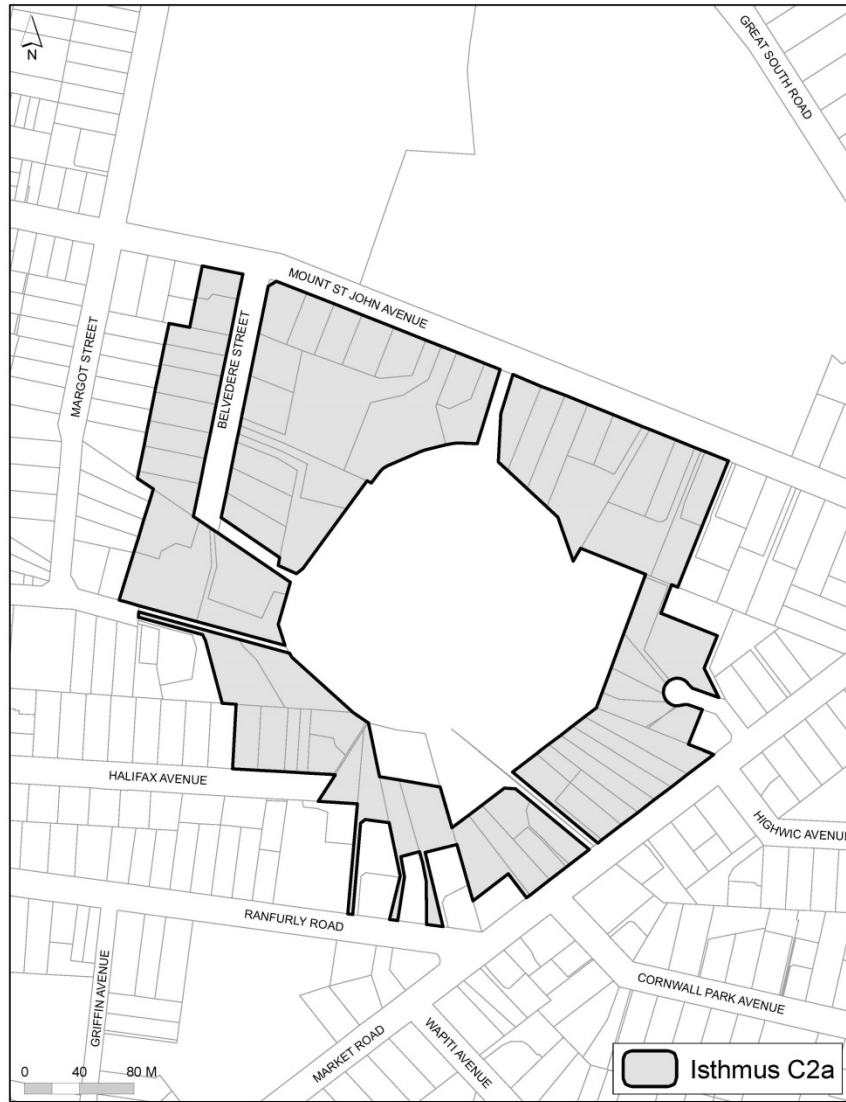 N
GREAT SOUTH ROAD
MOUNT ST JOHN AVENUE
MARGOT STREET
BELVEDERE STREET
HALIFAX AVENUE
HIGHWIC AVENUE
RANFURLY ROAD
GRIFFIN AVENUE
CORNWALL PARK AVENUE
MARKET ROAD
WAPITI AVENUE
0 40 80 M
Isthmus C2a